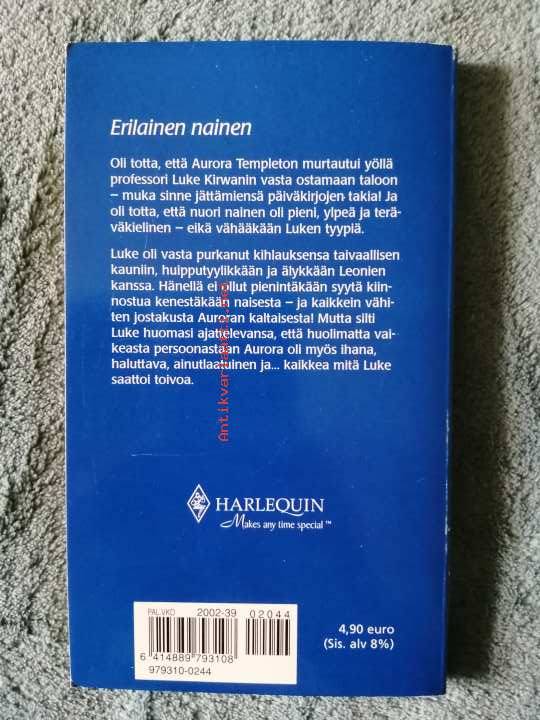 Erilainen nainen
Oli totta, että Aurora Templeton murtautui yöllä
professori Luke Kirwanin vasta ostamaan taloon
– muka sinne jättämiensä päiväkirjojen takia! Ja
oli totta, että nuori nainen oli pieni, ylpeä ja terä-
väkielinen – eikä vähääkään Luken tyypiä.
Luke oli vasta purkanut kihlauksensa taivaallisen
kauniin, huipputyylikkään ja älykkään Leonien
kanssa. Hänellä ei ollut pienintäkään syytä kiin-
nostua kenestäkään naisesta – ja kaikkein vähi-
ten jostakusta Auroran kaltaisesta! Mutta silti
Luke huomasi ajattelevansa, että huolimatta vai-
keasta persoonastaan Aurora oli myös ihana,
haluttava, ainutlaatuinen ja... kaikkea mitä Luke
saattoi toivoa.
Antikvariaatti.net
HARLEQUIN
Makes any time special™
PAL.VKO 2002-39
02044
6 414889 793108
979310-0244
4,90 euro
(Sis. alv 8%)